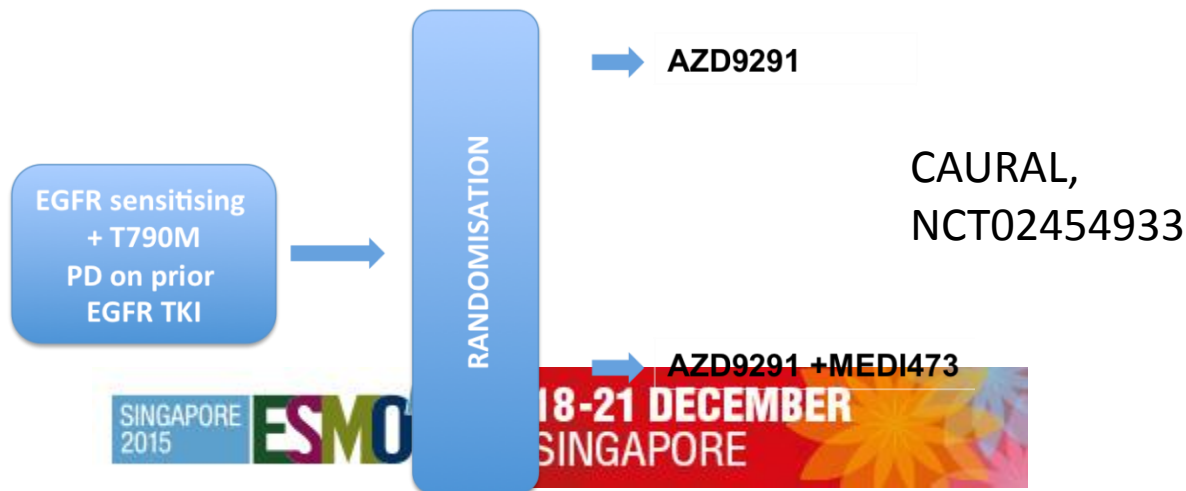 EGFR sensitising
+ T790M
PD on prior
EGFR TKI
RANDOMISATION
AZD9291
AZD9291 +MEDI473
CAURAL,
NCT02454933
SINGAPORE
2015
ESMO
18-21 DECEMBER
SINGAPORE